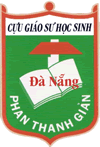 CỰU GIÁO SƯ HỌC SINH
Đà Nẵng
PHAN THANH GIẢN